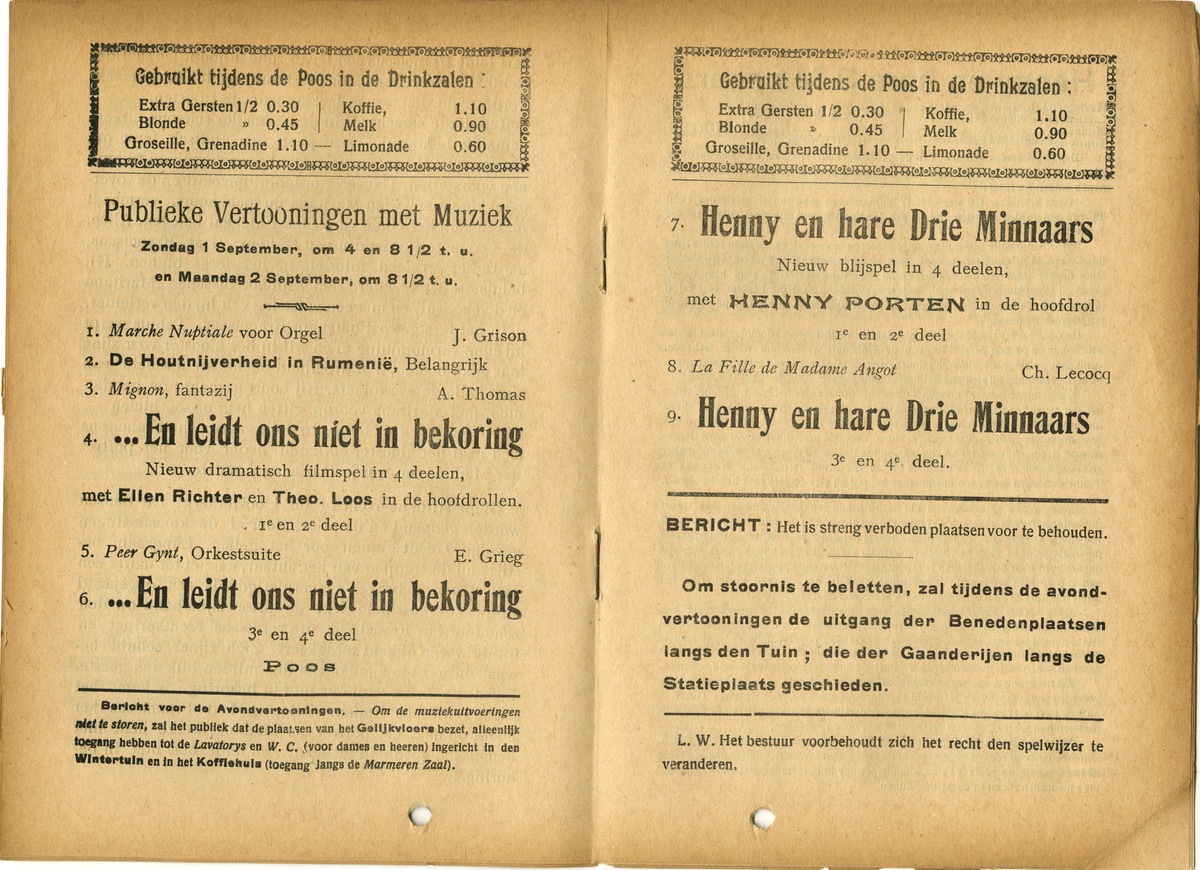 Gebruikt tijdens de Poos in de Drinkzalen :
Extra Gersten 1/2 0.30 | Koffie, 1.10
Blonde » 0.45 | Melk 0.90
Groseille, Grenadine 1.10 — Limonade 0.60
Publieke Vertooningen met Muziek
Zondag 1 September, om 4 en 8 1/2 t. u.
en Maandag 2 September, om 8 1/2 t. u.
1. Marche Nuptiale voor Orgel J. Grison
2. De Houtnijverheid in Rumenië, Belangrijk
3. Mignon, fantazij A. Thomas
4. ... En leidt ons niet in bekoring
Nieuw dramatisch filmspel in 4 deelen,
met Ellen Richter en Theo. Loos in de hoofdrollen.
1e en 2e deel
5. Peer Gynt, Orkestsuite E. Grieg
6. ... En leidt ons niet in bekoring
3e en 4e deel
Poos
Bericht voor de Avondvertooningen. — Om de muziekuitvoeringen
niet te storen, zal het publiek dat de plaatsen van het Gelijkvloers bezet, alleenlijk
toegang hebben tot de Lavatorys en W. C. (voor dames en heeren) ingericht in den
Wintertuin en in het Koffiehuis (toegang langs de Marmeren Zaal).
Gebruikt tijdens de Poos in de Drinkzalen :
Extra Gersten 1/2 0.30 | Koffie, 1.10
Blonde » 0.45 | Melk 0.90
Groseille, Grenadine 1.10 — Limonade 0.60
7. Henny en hare Drie Minnaars
Nieuw blijspel in 4 deelen,
met HENNY PORTEN in de hoofdrol
1e en 2e deel
8. La Fille de Madame Angot Ch. Lecocq
9. Henny en hare Drie Minnaars
3e en 4e deel.
BERICHT : Het is streng verboden plaatsen voor te behouden.
Om stoornis te beletten, zal tijdens de avond-
vertooningen de uitgang der Benedenplaatsen
langs den Tuin ; die der Gaanderijen langs de
Statieplaats geschieden.
L. W. Het bestuur voorbehoudt zich het recht den spelwijzer te
veranderen.